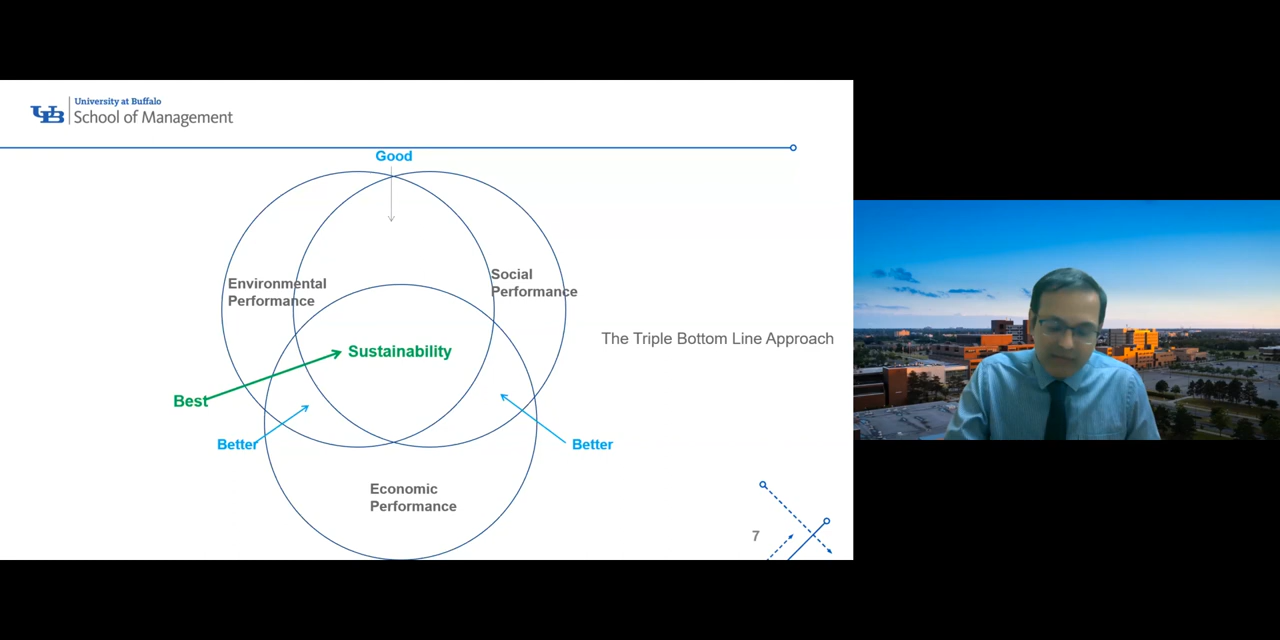 UB
University at Buffalo
School of Management
Good
Environmental
Performance
Social
Performance
The Triple Bottom Line Approach
Sustainability
Best
Better
Better
Economic
Performance
7